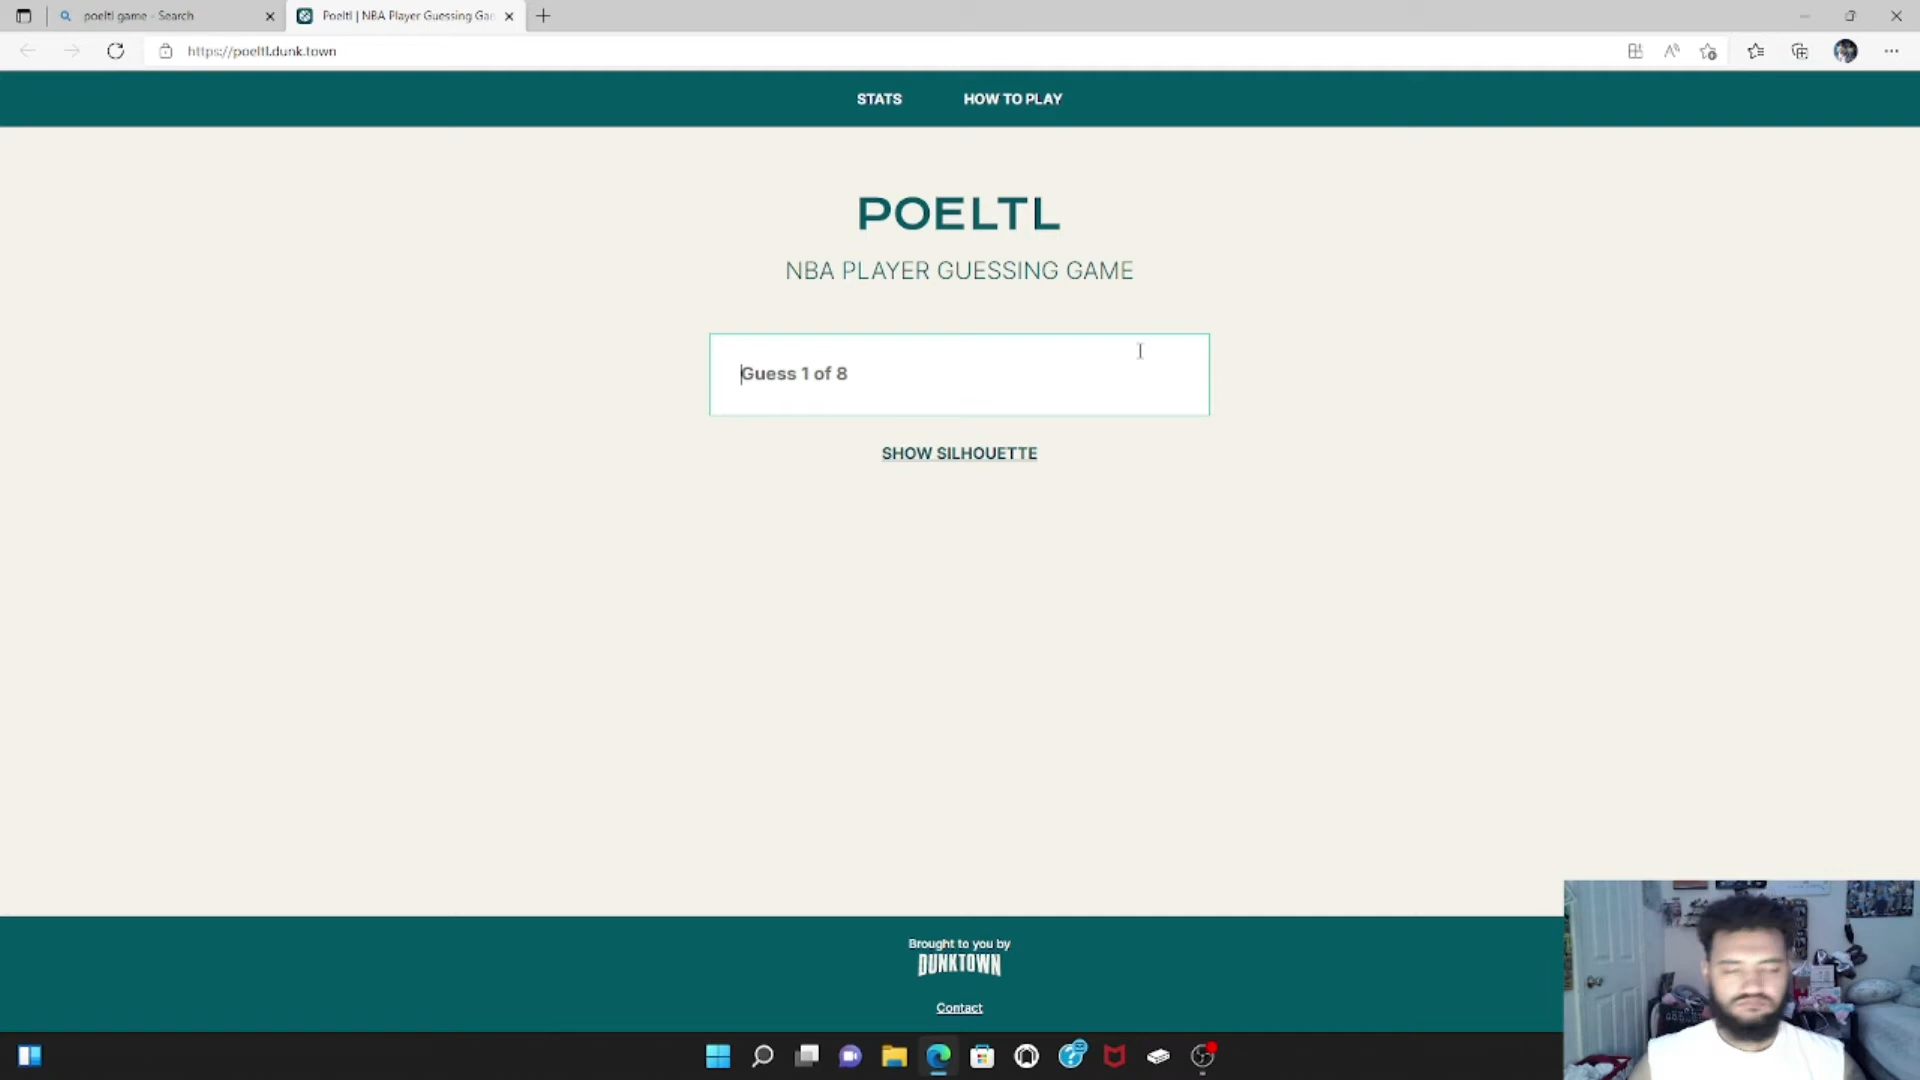 poeltl game - Search
Poeltl | NBA Player Guessing Ga
https://poeltl.dunk.town
STATS
HOW TO PLAY
POELTL
NBA PLAYER GUESSING GAME
Guess 1 of 8
SHOW SILHOUETTE
Brought to you by
DUNKTOWN
Contact